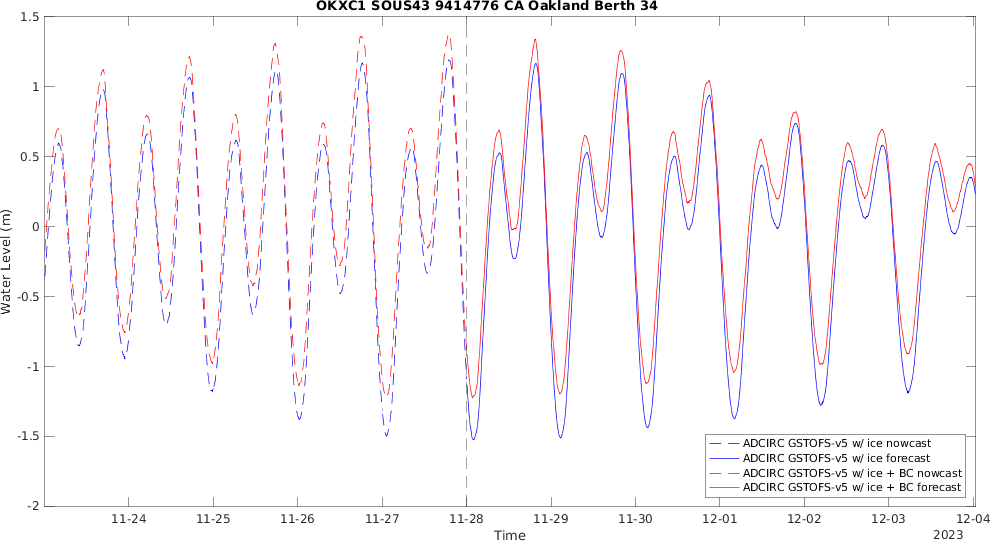 OKXC1 SOUS43 9414776 CA Oakland Berth 34
1.5
1
0.5
0
-0.5
-1
-1.5
-2
Water Level (m)
ADCIRC GSTOFS-v5 w/ ice nowcast
ADCIRC GSTOFS-v5 w/ ice forecast
ADCIRC GSTOFS-v5 w/ ice + BC nowcast
ADCIRC GSTOFS-v5 w/ ice + BC forecast
11-24 11-25 11-26 11-27 11-28 11-29 11-30 12-01 12-02 12-03 12-04
Time
2023